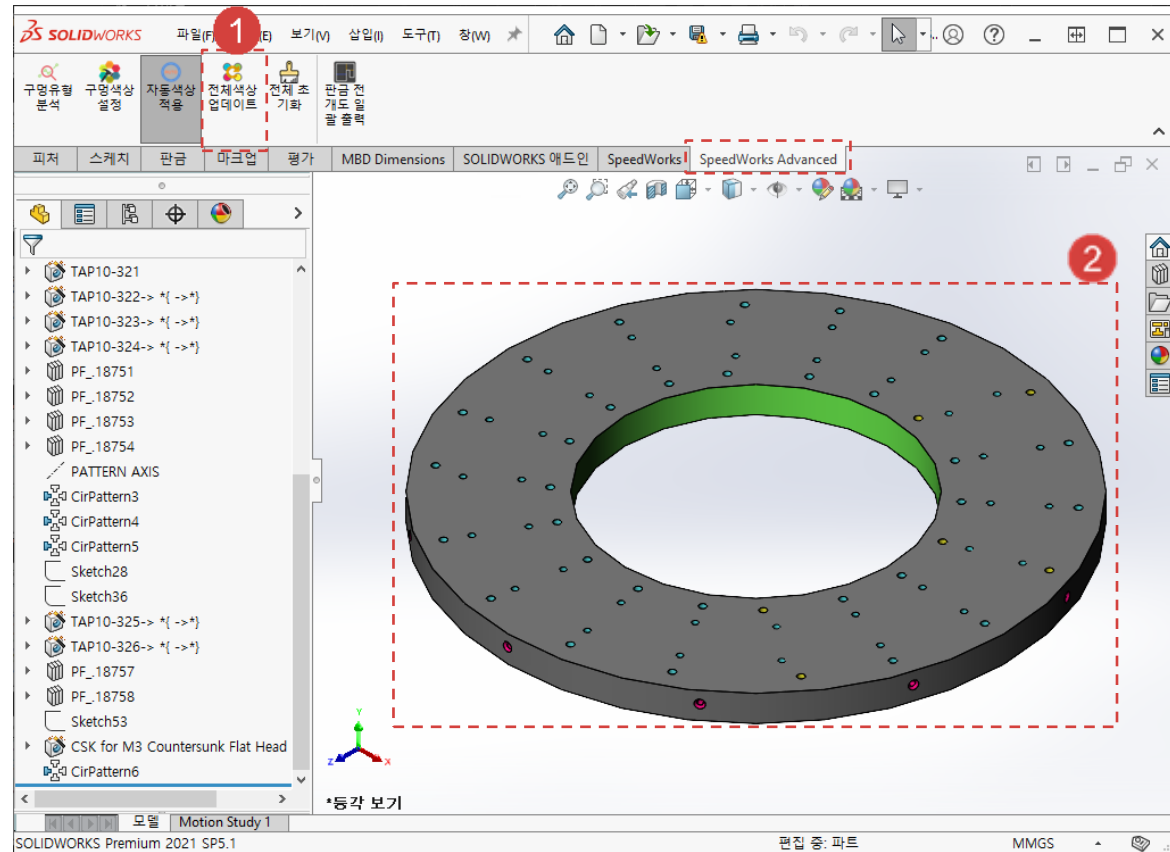 1
SOLIDWORKS 보기(V) 삽입(I) 도구(T) 창(W)
구멍유형 분석
구멍색상 설정
자동색상 적용
전체색상 업데이트
전체 초기화
판금 전개도 일괄 출력
피처 스케치 판금 마크업 평가 MBD Dimensions SOLIDWORKS 애드인 SpeedWorks SpeedWorks Advanced
2
TAP10-321
TAP10-322-> *{ ->*}
TAP10-323-> *{ ->*}
TAP10-324-> *{ ->*}
PF_.18751
PF_.18752
PF_.18753
PF_.18754
PATTERN AXIS
CirPattern3
CirPattern4
CirPattern5
Sketch28
Sketch36
TAP10-325-> *{ ->*}
TAP10-326-> *{ ->*}
PF_.18757
PF_.18758
Sketch53
CSK for M3 Countersunk Flat Head
CirPattern6
Y
Z X
*등각 보기
모델 Motion Study 1
SOLIDWORKS Premium 2021 SP5.1 편집 중: 파트 MMGS